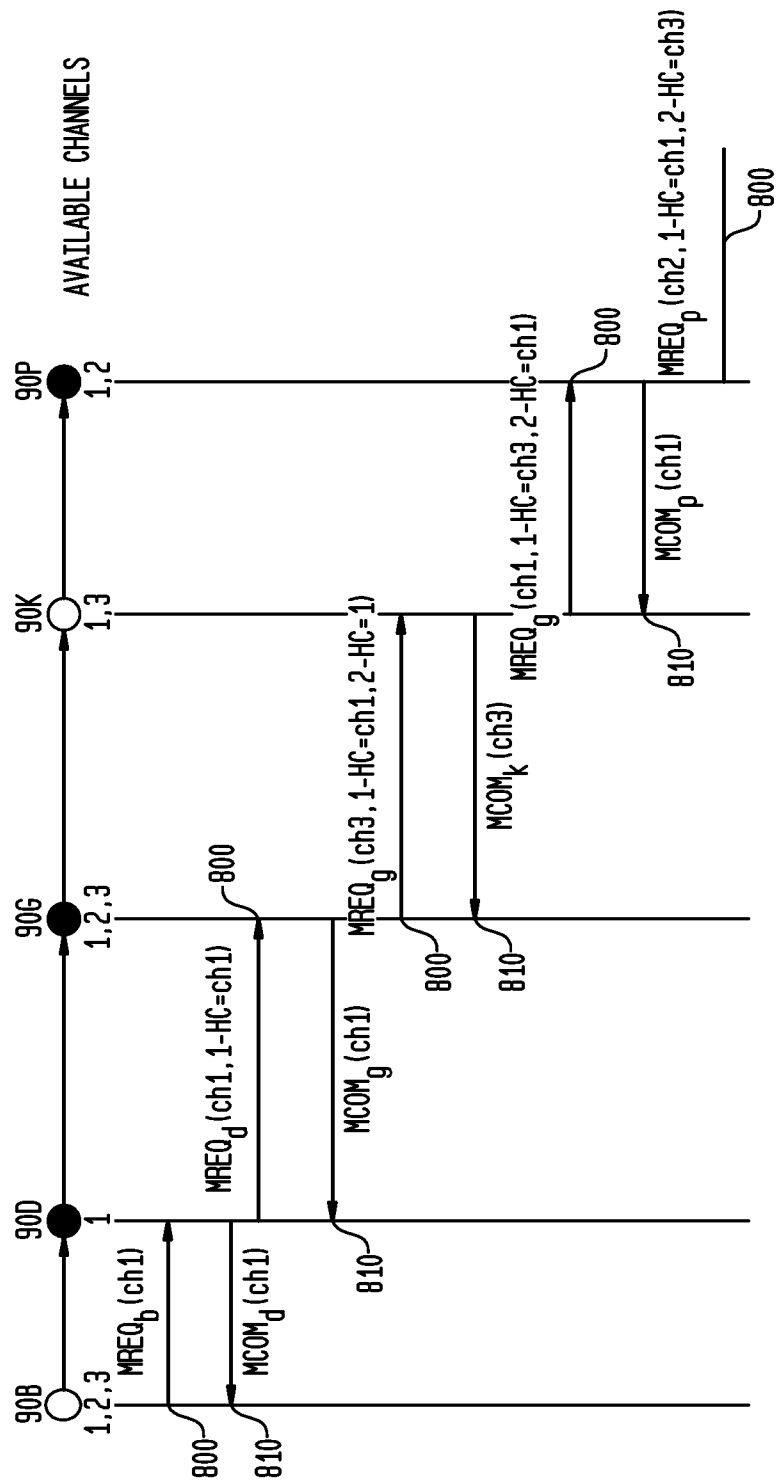 90B
90D
90G
90K
90P
AVAILABLE CHANNELS
1,2,3
1
1,2,3
1,3
1,2
MREQb(ch1)
800
MCOMd(ch1)
810
MREQd(ch1,1-HC=ch1)
800
MCOMg(ch1)
810
MREQg(ch3,1-HC=ch1,2-HC=1)
800
MCOMk(ch3)
810
MREQg(ch1,1-HC=ch3,2-HC=ch1)
800
MCOMp(ch1)
810
MREQp(ch2,1-HC=ch1,2-HC=ch3)
800